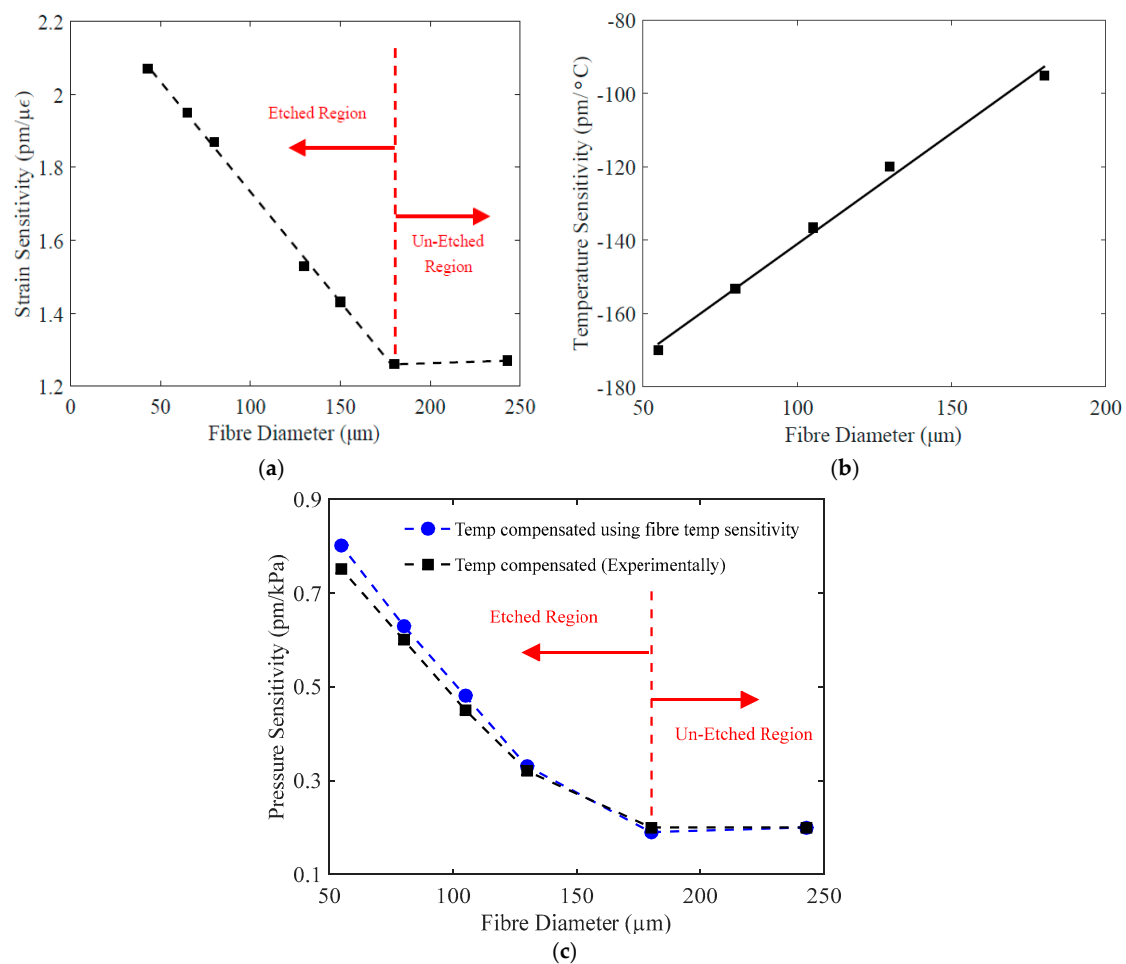 2.2
2
1.8
1.6
1.4
1.2
0
50
100
150
200
250
Strain Sensitivity (pm/µϵ)
Fibre Diameter (µm)
Etched Region
Un-Etched
Region
(a)
-80
-100
-120
-140
-160
-180
50
100
150
200
Temperature Sensitivity (pm/°C)
Fibre Diameter (µm)
(b)
0.9
0.7
0.5
0.3
0.1
50
100
150
200
250
Pressure Sensitivity (pm/kPa)
Fibre Diameter (µm)
Temp compensated using fibre temp sensitivity
Temp compensated (Experimentally)
Etched Region
Un-Etched Region
(c)